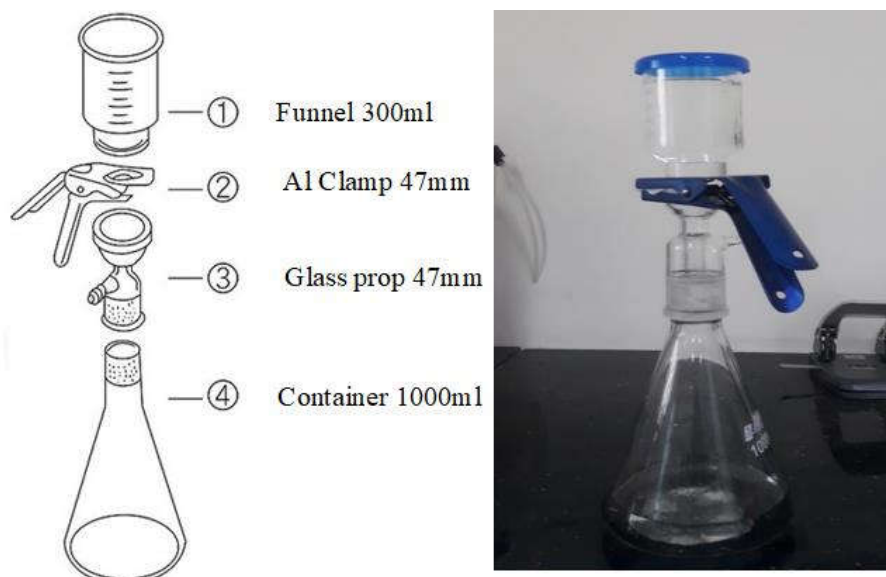 ① Funnel 300ml
② Al Clamp 47mm
③ Glass prop 47mm
④ Container 1000ml